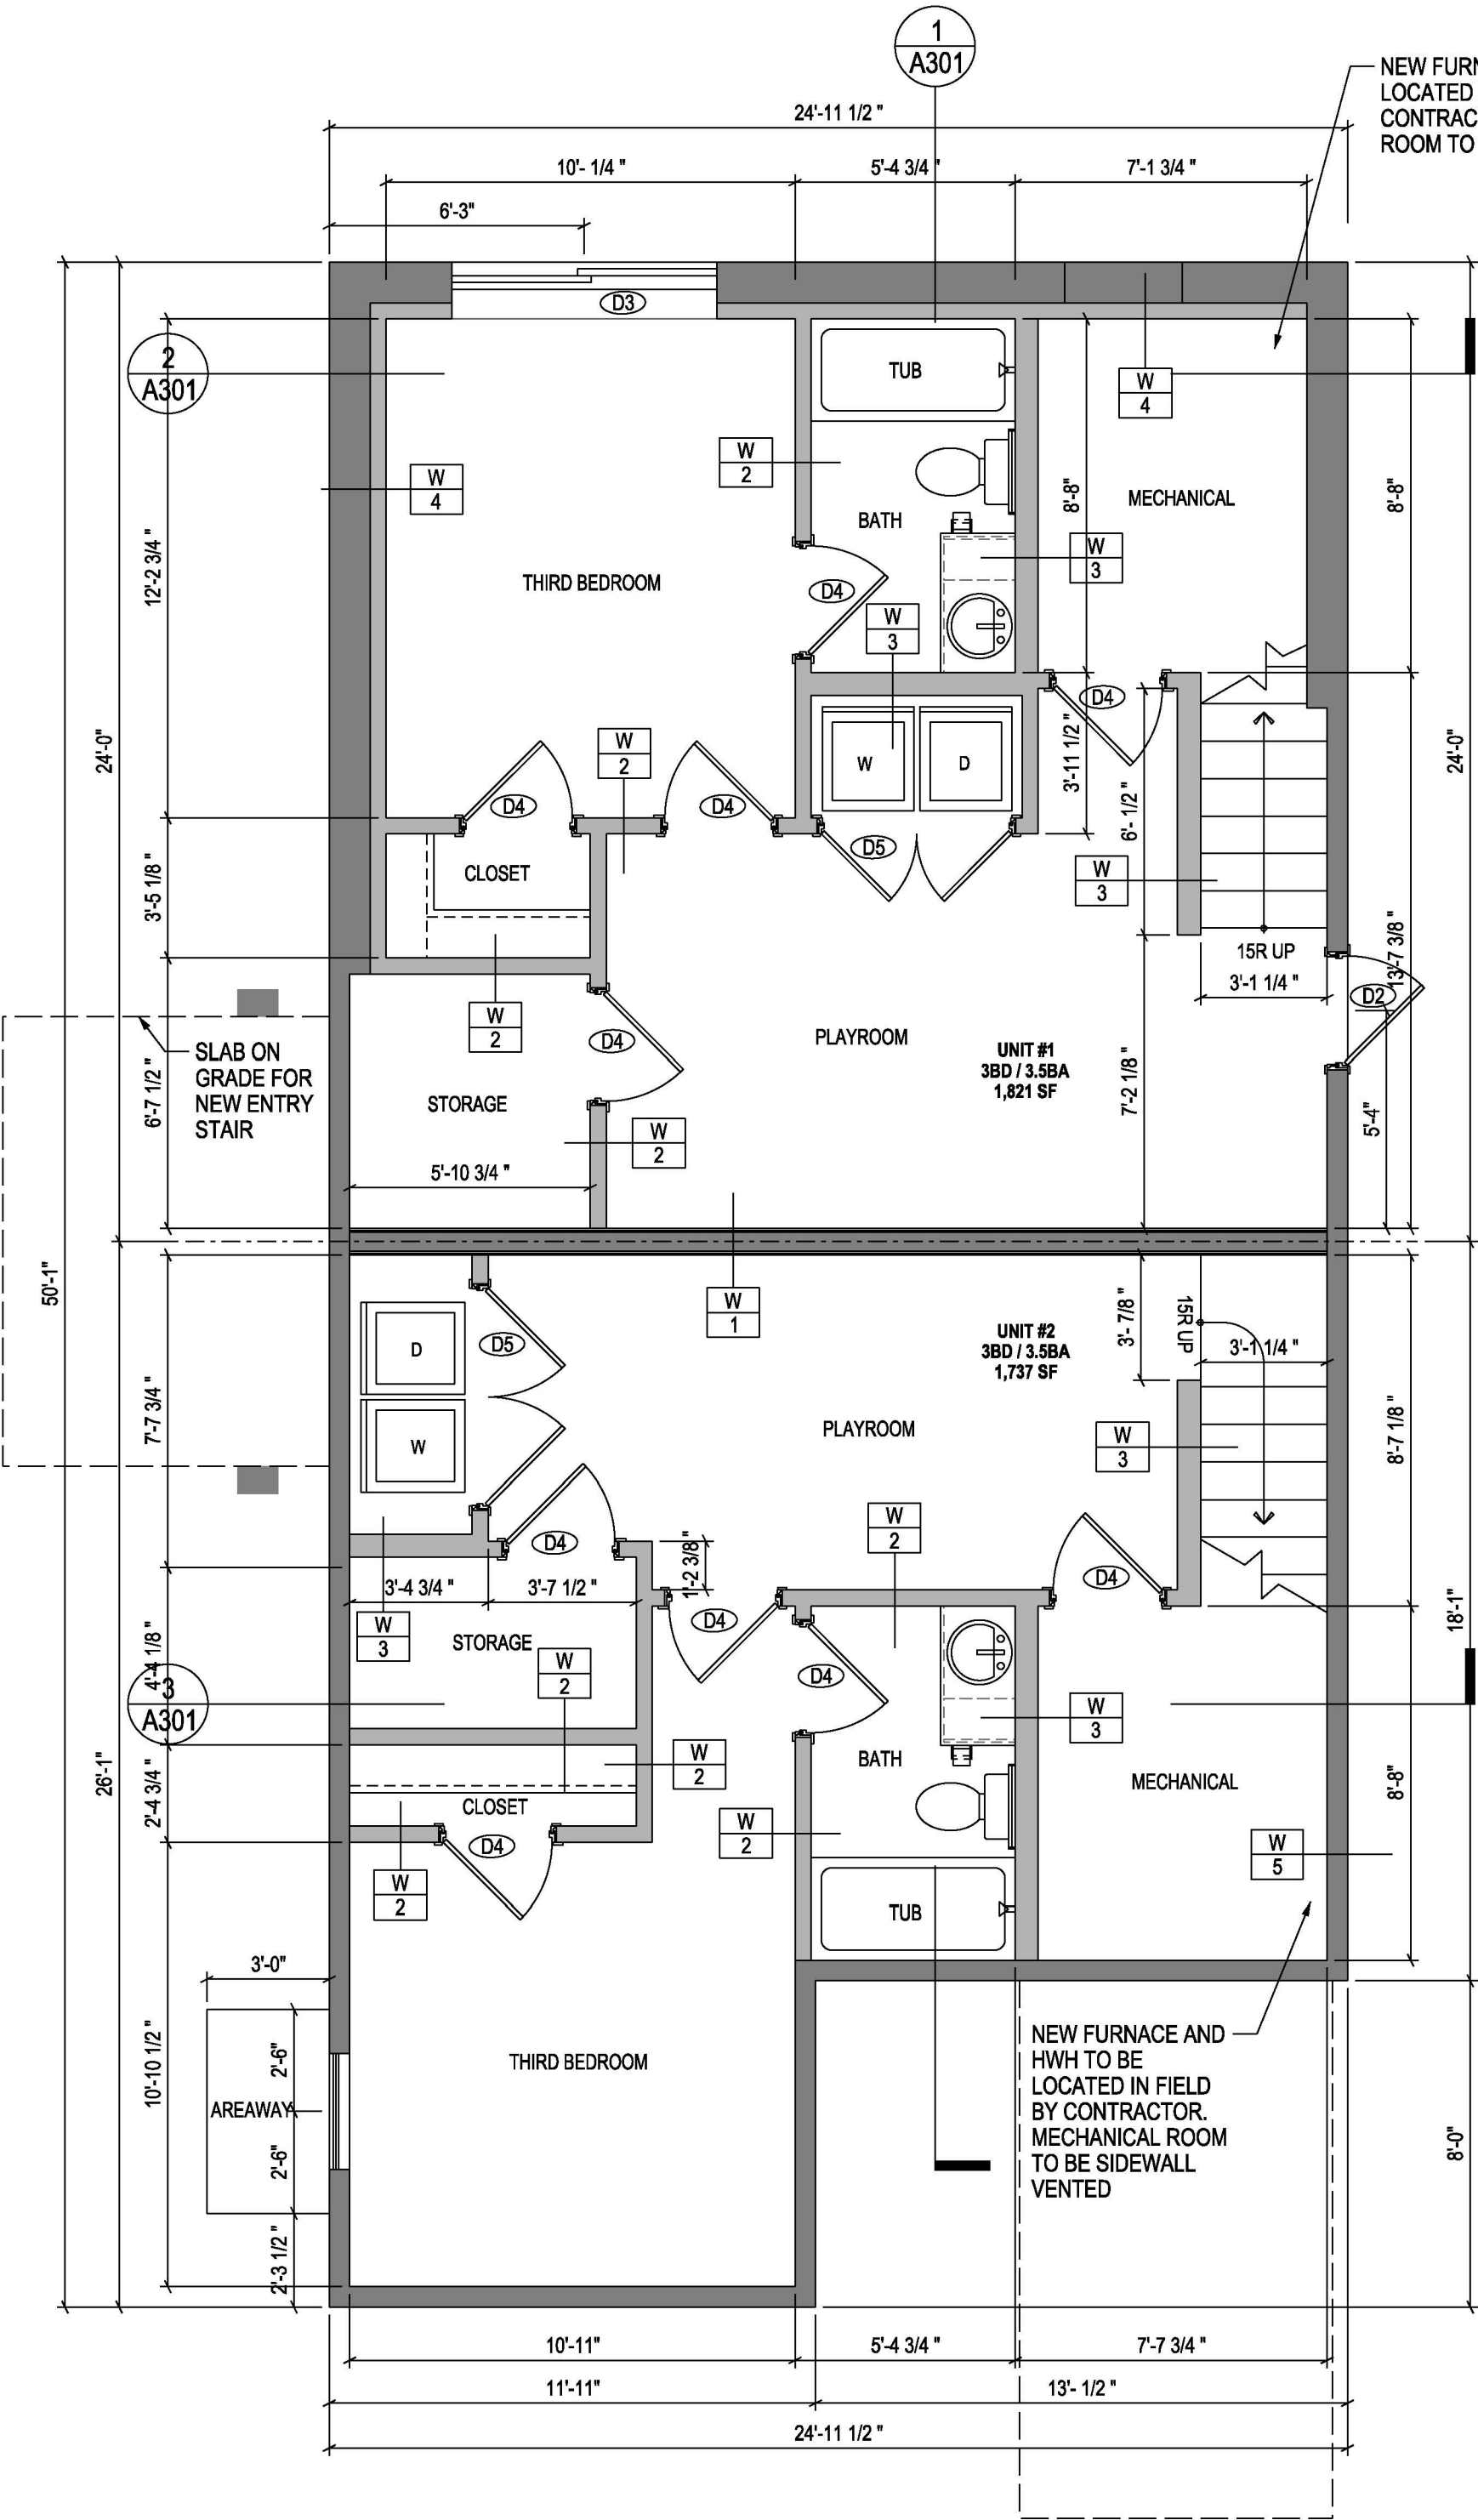 1
A301
NEW FURN
LOCATED
CONTRAC
ROOM TO
24'-11 1/2 "
10'- 1/4 "
5'-4 3/4 "
7'-1 3/4 "
6'-3"
D3
2
A301
TUB
W
4
W
2
W
4
8'-8"
8'-8"
MECHANICAL
BATH
W
3
12'-2 3/4 "
THIRD BEDROOM
D4
W
3
D4
24'-0"
24'-0"
W
2
W
D
3'-11 1/2 "
6'- 1/2 "
D4
D4
D5
CLOSET
W
3
3'-5 1/8 "
15R UP
13'-7 3/8 "
3'-1 1/4 "
D2
W
2
D4
PLAYROOM
UNIT #1
3BD / 3.5BA
1,821 SF
SLAB ON
GRADE FOR
NEW ENTRY
STAIR
6'-7 1/2 "
STORAGE
7'-2 1/8 "
5'-4"
W
2
5'-10 3/4 "
50'-1"
W
1
UNIT #2
3BD / 3.5BA
1,737 SF
3'- 7/8 "
15R UP
3'-1 1/4 "
D
D5
7'-7 3/4 "
W
PLAYROOM
W
3
8'-7 1/8 "
W
2
D4
1'-2 3/8"
3'-4 3/4 "
3'-7 1/2 "
D4
D4
18'-1"
W
3
STORAGE
4'-4 1/8 "
W
2
D4
3
A301
W
3
W
2
BATH
MECHANICAL
26'-1"
2'-4 3/4 "
CLOSET
8'-8"
D4
W
2
W
5
W
2
TUB
3'-0"
10'-10 1/2 "
2'-6"
THIRD BEDROOM
AREAWAY
2'-6"
2'-3 1/2 "
NEW FURNACE AND
HWH TO BE
LOCATED IN FIELD
BY CONTRACTOR.
MECHANICAL ROOM
TO BE SIDEWALL
VENTED
8'-0"
10'-11"
5'-4 3/4 "
7'-7 3/4 "
11'-11"
13'- 1/2 "
24'-11 1/2 "